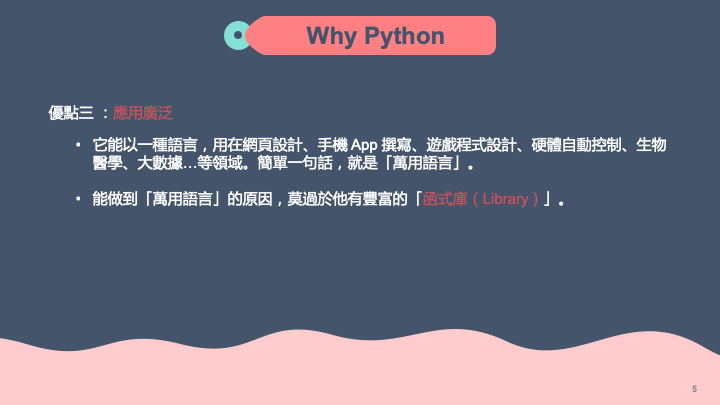 Why Python
優點三 ：應用廣泛
• 它能以一種語言，用在網頁設計、手機 App 撰寫、遊戲程式設計、硬體自動控制、生物
醫學、大數據…等領域。簡單一句話，就是「萬用語言」。
• 能做到「萬用語言」的原因，莫過於他有豐富的「函式庫（Library）」。
5